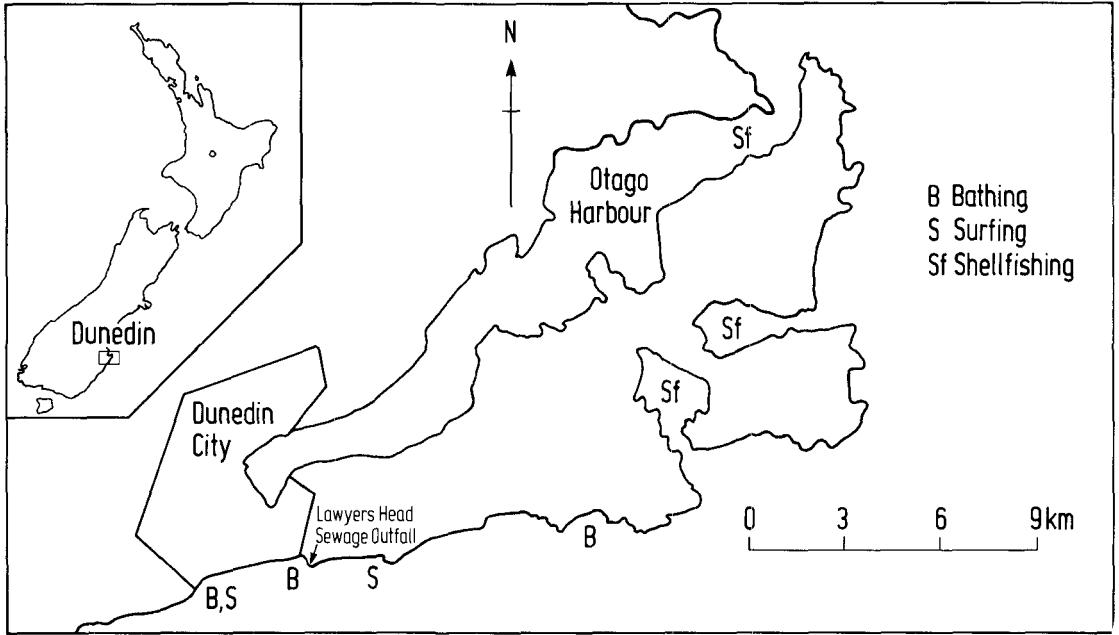 N
Sf
Otago
Harbour
B Bathing
S Surfing
Sf Shellfishing
Dunedin
Sf
Sf
Dunedin
City
Lawyers Head
Sewage Outfall
0 3 6 9km
B
B
S
B,S